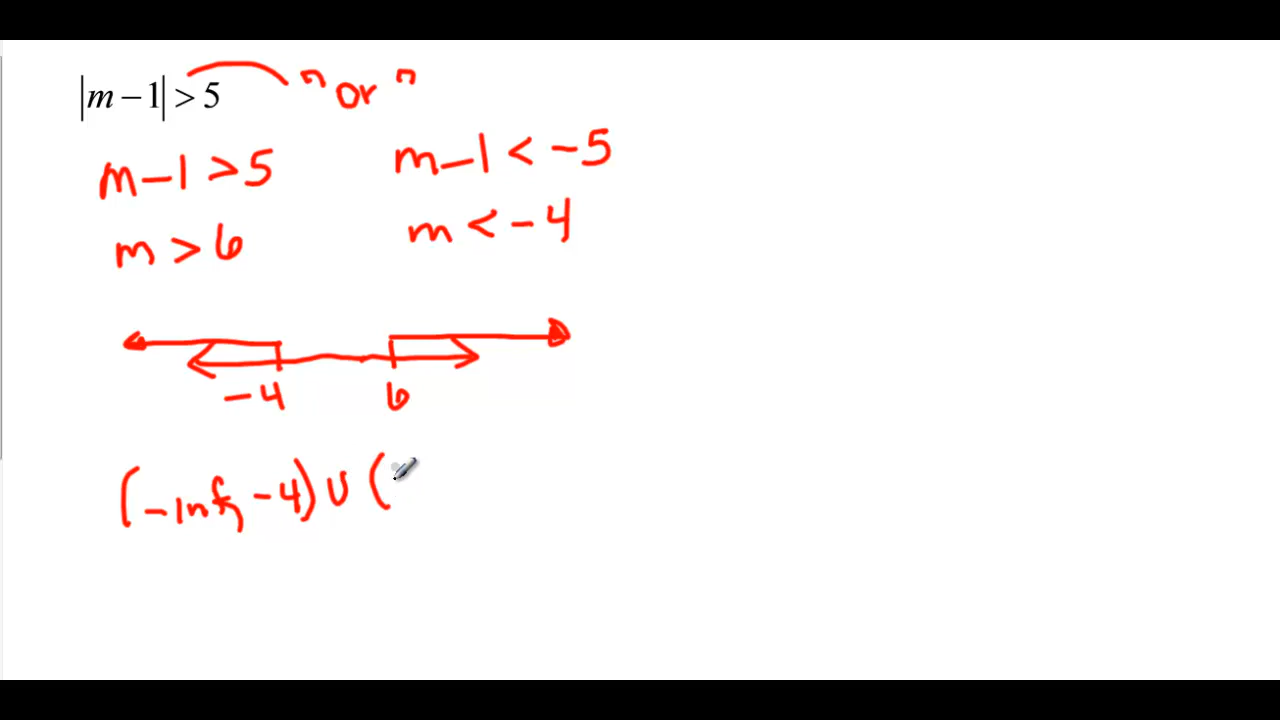 |m − 1| > 5 " or "
m − 1 > 5 m − 1 < − 5
m > 6 m < − 4
− 4 6
(− inf, − 4) ∪ (